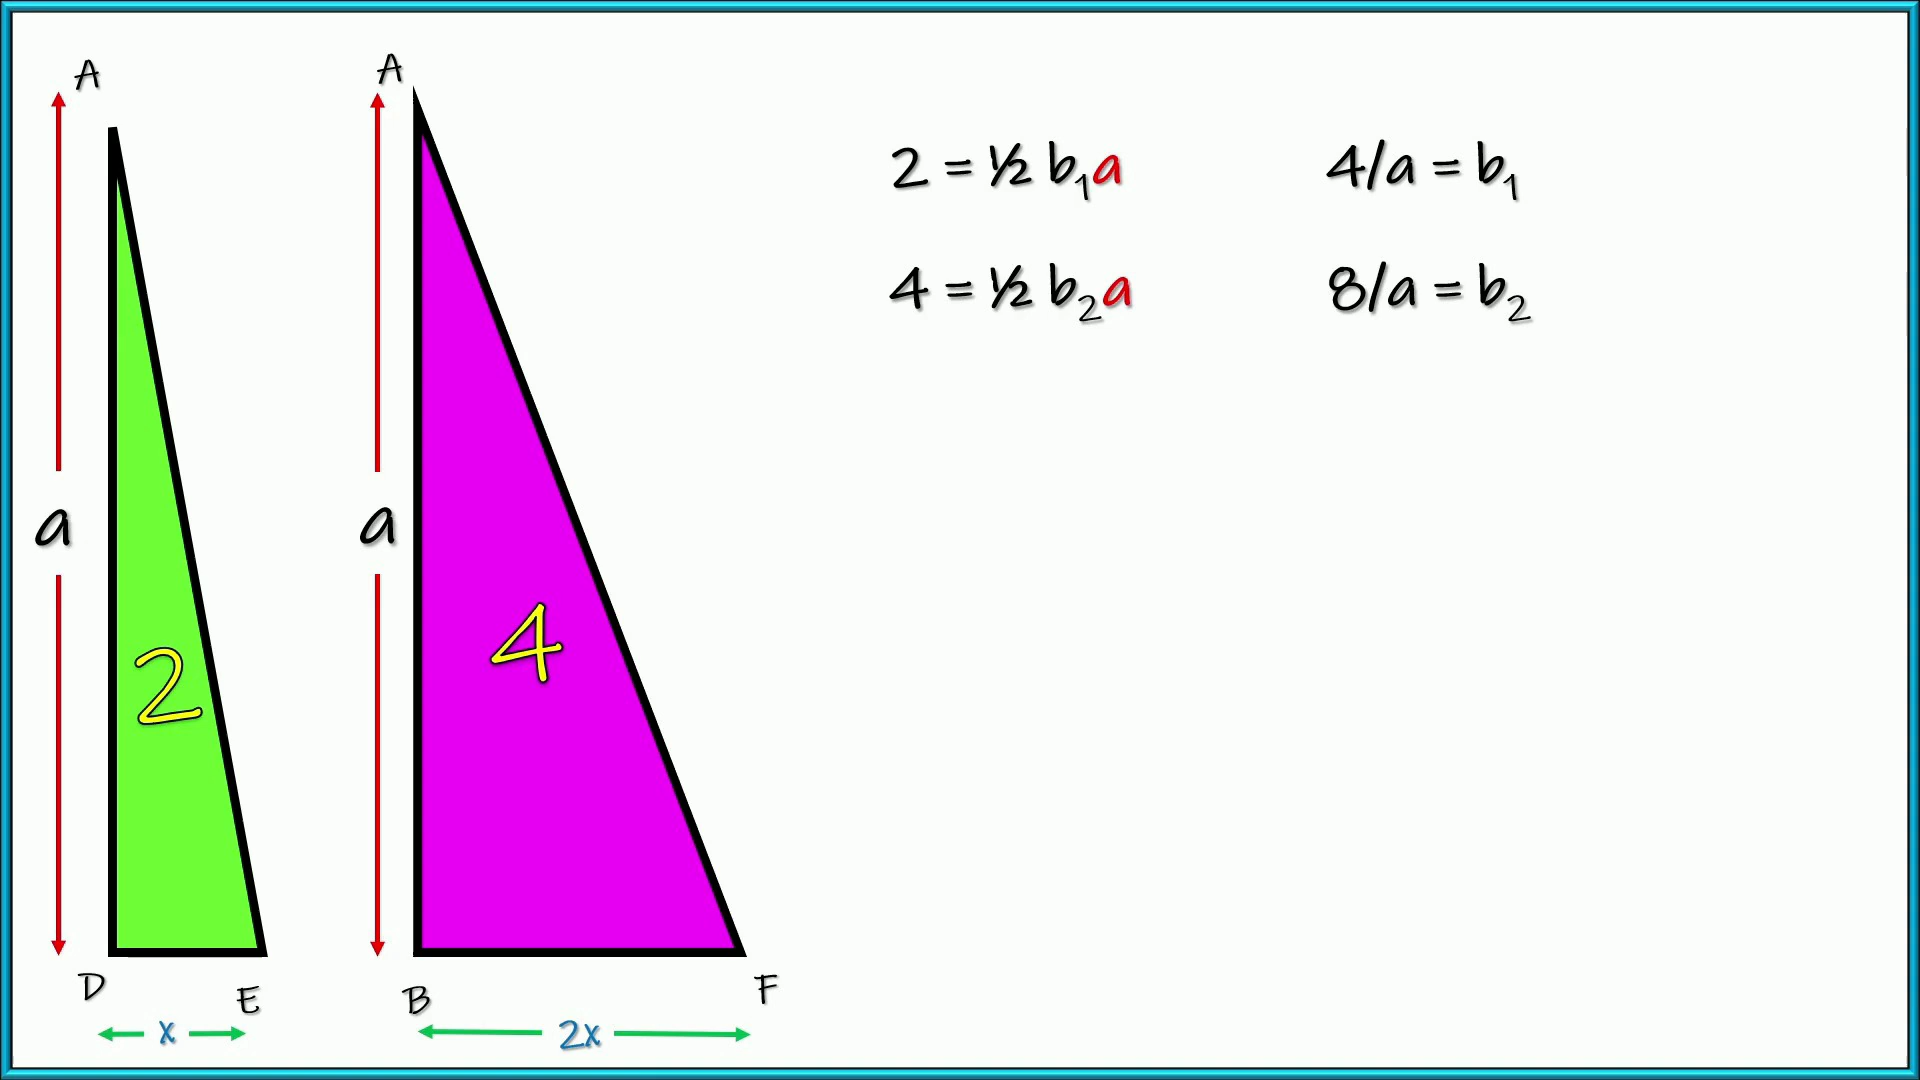 A
A
2 = ½ b₁a
4/a = b₁
4 = ½ b₂a
8/a = b₂
a
a
2
4
D
E
B
F
x
2x